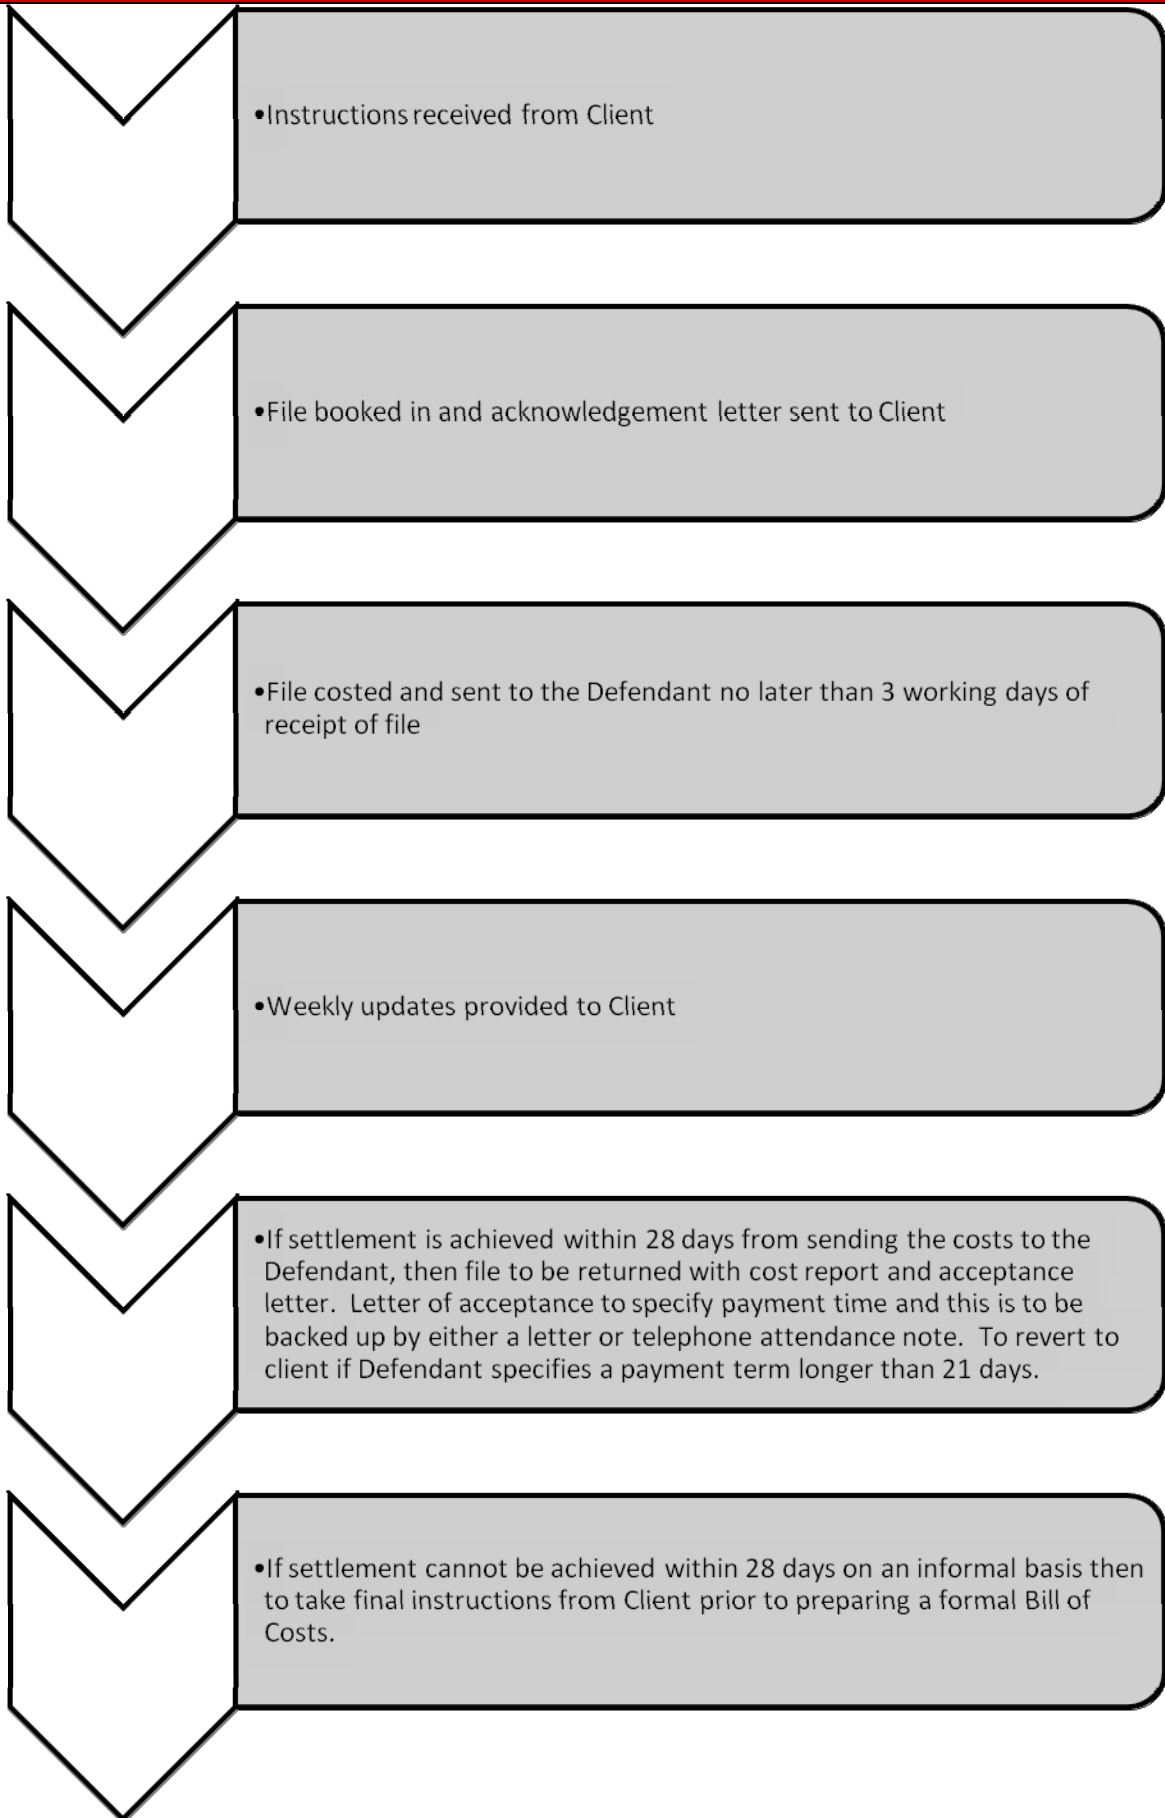 •Instructions received from Client
•File booked in and acknowledgement letter sent to Client
•File costed and sent to the Defendant no later than 3 working days of
receipt of file
•Weekly updates provided to Client
•If settlement is achieved within 28 days from sending the costs to the
Defendant, then file to be returned with cost report and acceptance
letter.  Letter of acceptance to specify payment time and this is to be
backed up by either a letter or telephone attendance note.  To revert to
client if Defendant specifies a payment term longer than 21 days.
•If settlement cannot be achieved within 28 days on an informal basis then
to take final instructions from Client prior to preparing a formal Bill of
Costs.